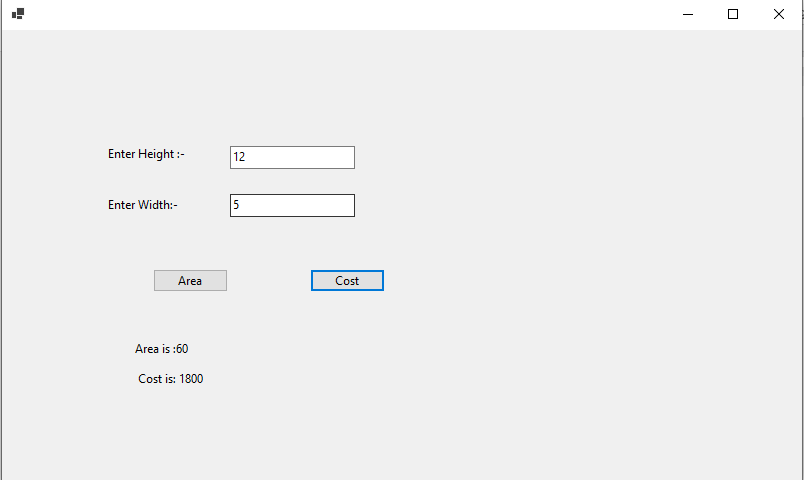 Enter Height :- 12
Enter Width:- 5
Area Cost
Area is :60
Cost is: 1800